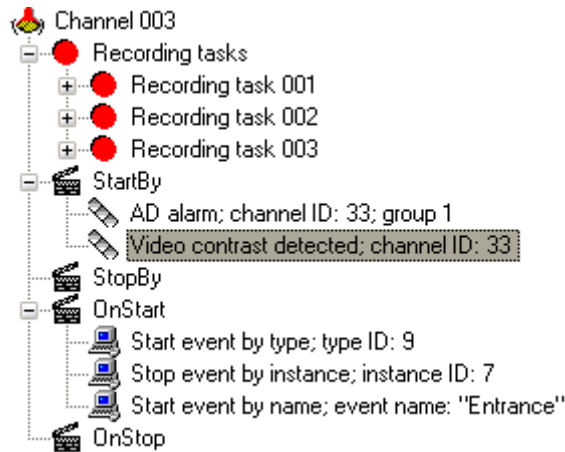 Channel 003
Recording tasks
Recording task 001
Recording task 002
Recording task 003
StartBy
AD alarm; channel ID: 33; group 1
Video contrast detected; channel ID: 33
StopBy
OnStart
Start event by type; type ID: 9
Stop event by instance; instance ID: 7
Start event by name; event name: "Entrance"
OnStop